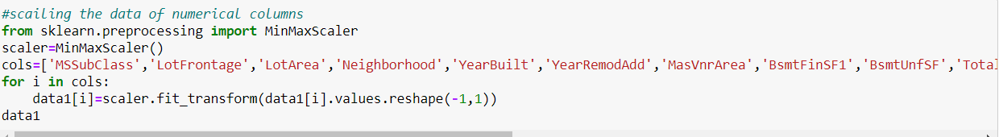 #scailing the data of numerical columns
from sklearn.preprocessing import MinMaxScaler
scaler=MinMaxScaler()
cols=['MSSubClass','LotFrontage','LotArea','Neighborhood','YearBuilt','YearRemodAdd','MasVnrArea','BsmtFinSF1','BsmtUnfSF','Total
for i in cols:
    data1[i]=scaler.fit_transform(data1[i].values.reshape(-1,1))
data1